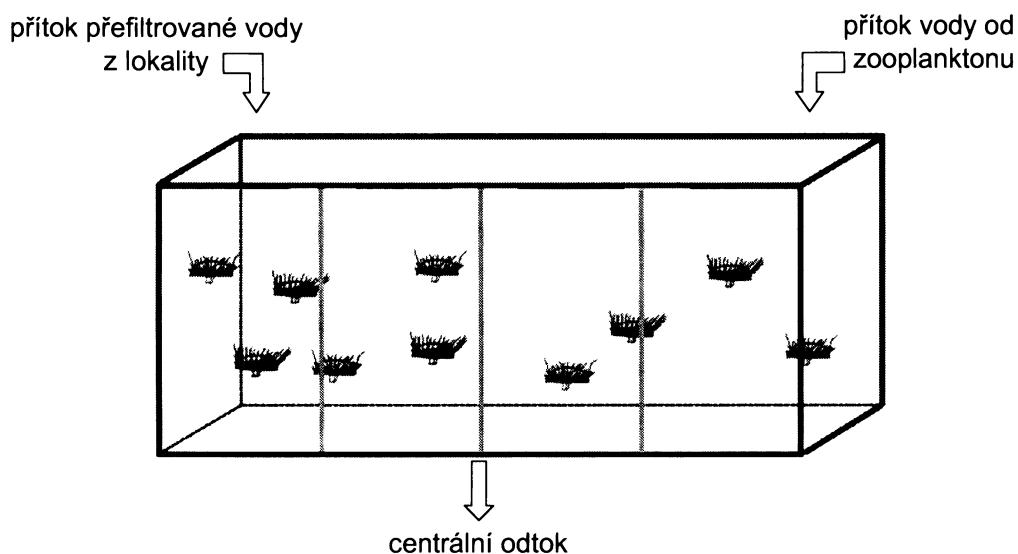 přítok přefiltrované vody
z lokality
přítok vody od
zooplanktonu
centrální odtok